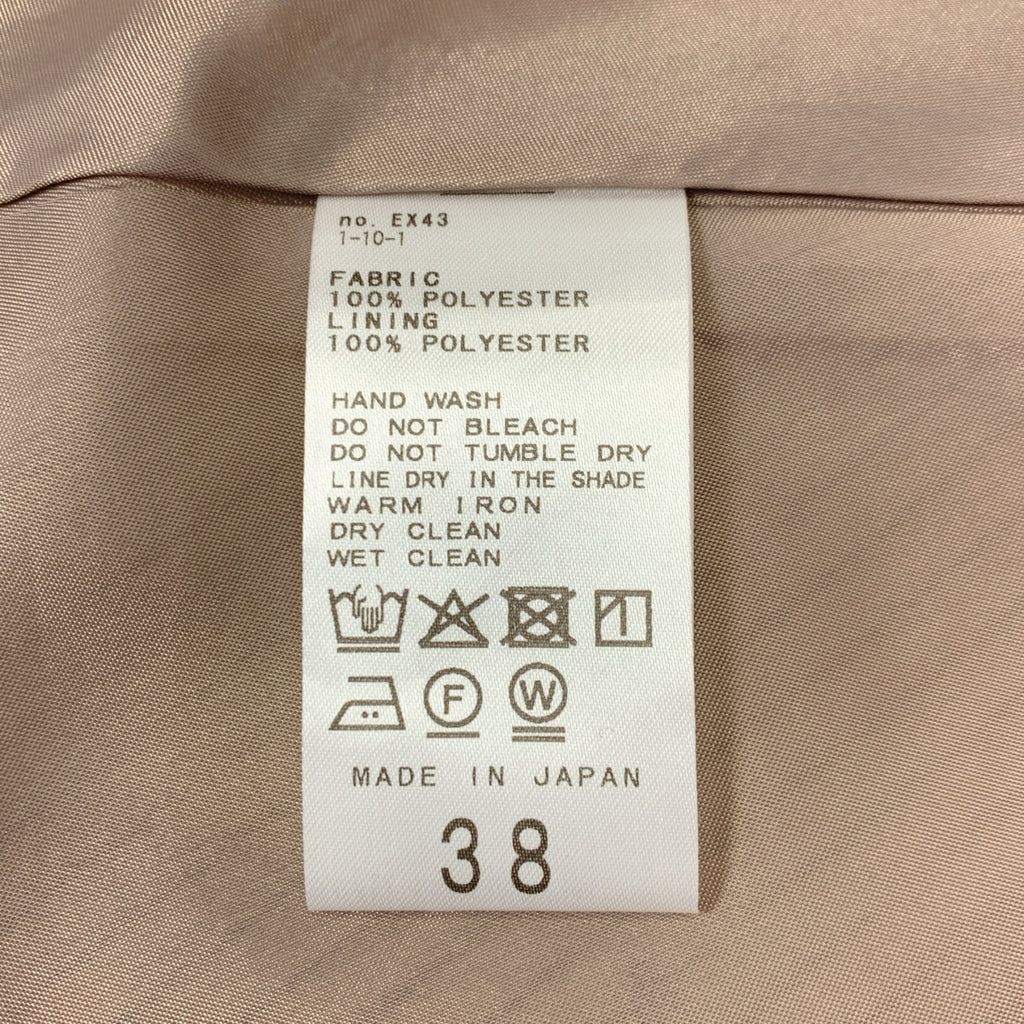 no. EX43
1-10-1
FABRIC
100% POLYESTER
LINING
100% POLYESTER
HAND WASH
DO NOT BLEACH
DO NOT TUMBLE DRY
LINE DRY IN THE SHADE
WARM IRON
DRY CLEAN
WET CLEAN
F W
MADE IN JAPAN
38